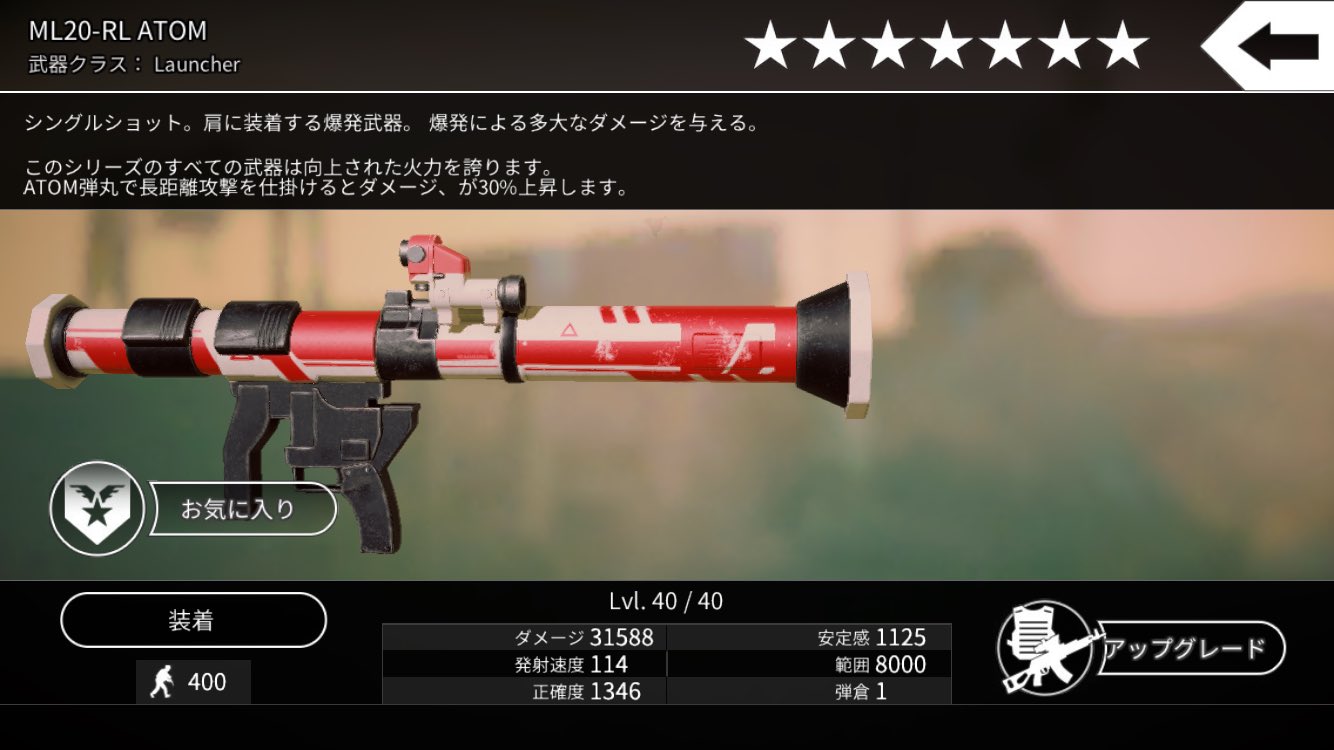 ML20-RL ATOM
武器クラス： Launcher
シングルショット。肩に装着する爆発武器。 爆発による多大なダメージを与える。
このシリーズのすべての武器は向上された火力を誇ります。
ATOM弾丸で長距離攻撃を仕掛けるとダメージ、が30%上昇します。
お気に入り
装着
400
Lvl. 40 / 40
ダメージ 31588 安定感 1125
発射速度 114 範囲 8000
正確度 1346 弾倉 1
アップグレード